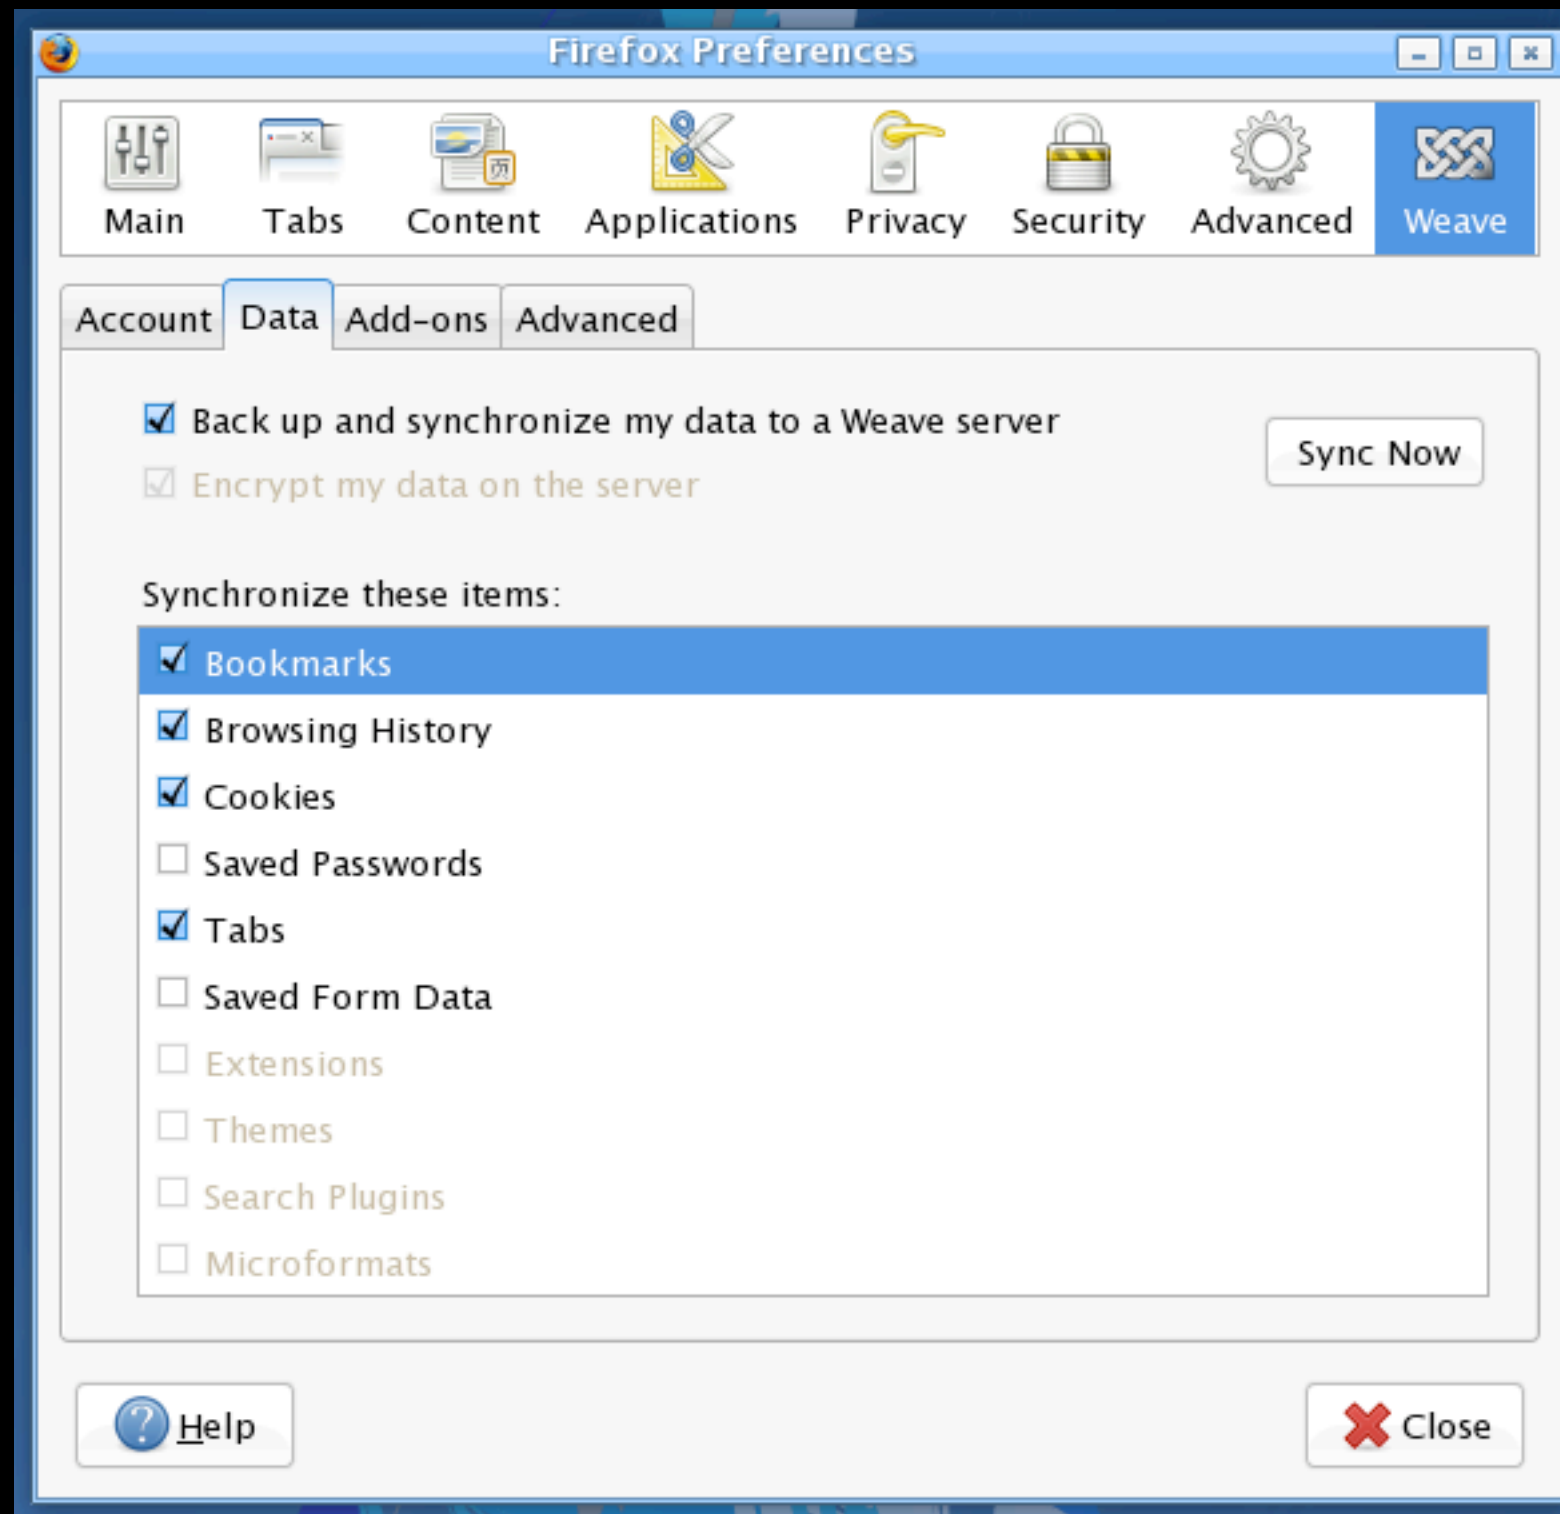 Firefox Preferences
Main Tabs Content Applications Privacy Security Advanced Weave
Account Data Add-ons Advanced
Back up and synchronize my data to a Weave server
Sync Now
Encrypt my data on the server
Synchronize these items:
Bookmarks
Browsing History
Cookies
Saved Passwords
Tabs
Saved Form Data
Extensions
Themes
Search Plugins
Microformats
Help Close